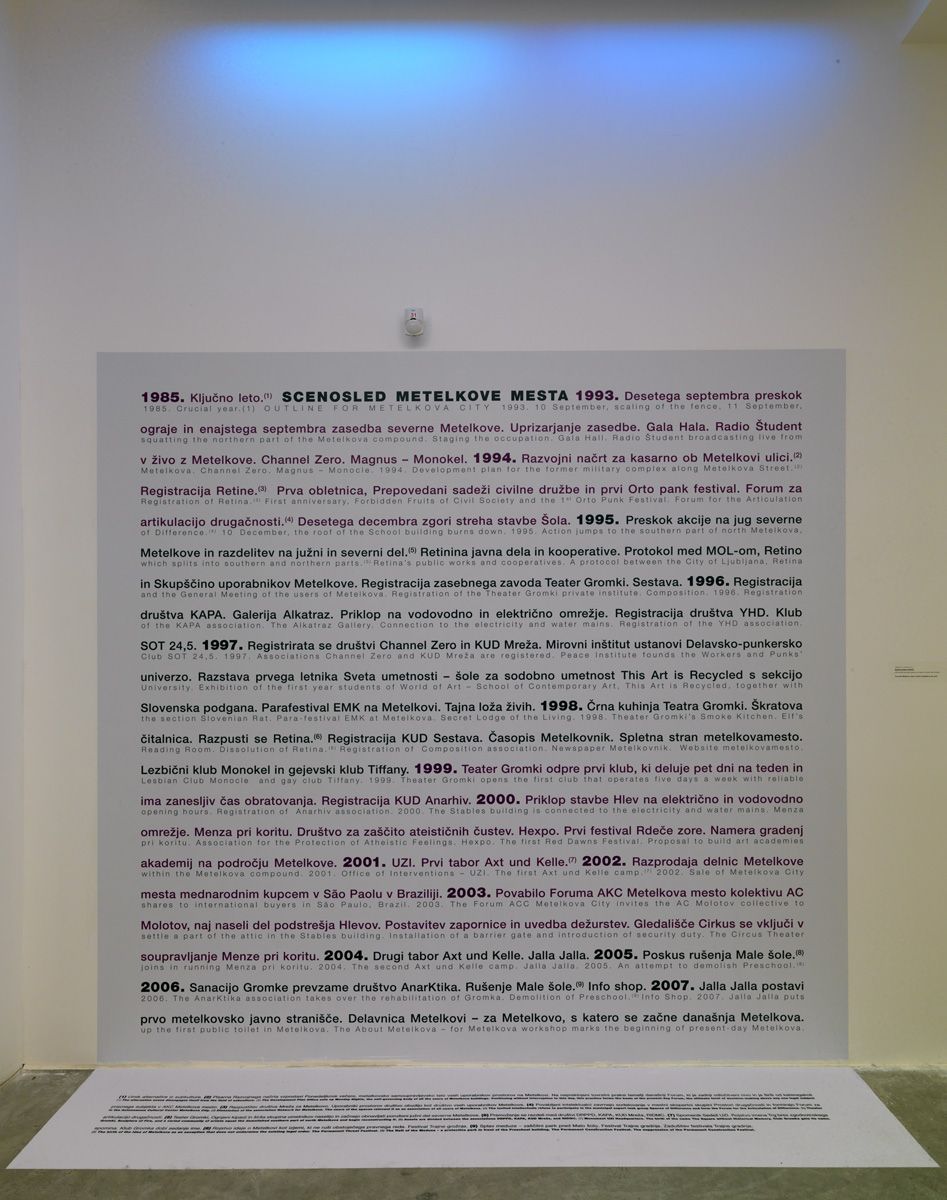 31
1985. Ključno leto.(1) SCENOSLED METELKOVE MESTA 1993. Desetega septembra preskok
1985. Crucial year.(1) OUTLINE FOR METELKOVA CITY 1993. 10 September, scaling of the fence, 11 September,
ograje in enajstega septembra zasedba severne Metelkove. Uprizarjanje zasedbe. Gala Hala. Radio Študent
squatting the northern part of the Metelkova compound. Staging the occupation. Gala Hall. Radio Študent broadcasting live from
v živo z Metelkove. Channel Zero. Magnus – Monokel. 1994. Razvojni načrt za kasarno ob Metelkovi ulici.(2)
Metelkova. Channel Zero. Magnus – Monocle. 1994. Development plan for the former military complex along Metelkova Street.(2)
Registracija Retine.(3) Prva obletnica, Prepovedani sadeži civilne družbe in prvi Orto pank festival. Forum za
Registration of Retina.(3) First anniversary, Forbidden Fruits of Civil Society and the 1st Orto Punk Festival. Forum for the Articulation
artikulacijo drugačnosti.(4) Desetega decembra zgori streha stavbe Šola. 1995. Preskok akcije na jug severne
of Difference.(4) 10 December, the roof of the School building burns down. 1995. Action jumps to the southern part of north Metelkova,
Metelkove in razdelitev na južni in severni del.(5) Retinina javna dela in kooperative. Protokol med MOL-om, Retino
which splits into southern and northern parts.(5) Retina's public works and cooperatives. A protocol between the City of Ljubljana, Retina
in Skupščino uporabnikov Metelkove. Registracija zasebnega zavoda Teater Gromki. Sestava. 1996. Registracija
and the General Meeting of the users of Metelkova. Registration of the Theater Gromki private institute. Composition. 1996. Registration
društva KAPA. Galerija Alkatraz. Priklop na vodovodno in električno omrežje. Registracija društva YHD. Klub
of the KAPA association. The Alkatraz Gallery. Connection to the electricity and water mains. Registration of the YHD association.
SOT 24,5. 1997. Registrirata se društvi Channel Zero in KUD Mreža. Mirovni inštitut ustanovi Delavsko-punkersko
Club SOT 24,5. 1997. Associations Channel Zero and KUD Mreža are registered. Peace Institute founds the Workers and Punks'
univerzo. Razstava prvega letnika Sveta umetnosti – šole za sodobno umetnost This Art is Recycled s sekcijo
University. Exhibition of the first year students of World of Art – School of Contemporary Art, This Art is Recycled, together with
Slovenska podgana. Parafestival EMK na Metelkovi. Tajna loža živih. 1998. Črna kuhinja Teatra Gromki. Škratova
the section Slovenian Rat. Para-festival EMK at Metelkova. Secret Lodge of the Living. 1998. Theater Gromki's Smoke Kitchen. Elf's
čitalnica. Razpusti se Retina.(6) Registracija KUD Sestava. Časopis Metelkovnik. Spletna stran metelkovamesto.
Reading Room. Dissolution of Retina.(6) Registration of Composition association. Newspaper Metelkovnik. Website metelkovamesto.
Lezbični klub Monokel in gejevski klub Tiffany. 1999. Teater Gromki odpre prvi klub, ki deluje pet dni na teden in
Lesbian Club Monocle and gay club Tiffany. 1999. Theater Gromki opens the first club that operates five days a week with reliable
ima zanesljiv čas obratovanja. Registracija KUD Anarhiv. 2000. Priklop stavbe Hlev na električno in vodovodno
opening hours. Registration of Anarhiv association. 2000. The Stables building is connected to the electricity and water mains. Menza
omrežje. Menza pri koritu. Društvo za zaščito ateističnih čustev. Hexpo. Prvi festival Rdeče zore. Namera gradenj
pri koritu. Association for the Protection of Atheistic Feelings. Hexpo. The first Red Dawns Festival. Proposal to build art academies
akademij na področju Metelkove. 2001. UZI. Prvi tabor Axt und Kelle.(7) 2002. Razprodaja delnic Metelkove
within the Metelkova compound. 2001. Office of Interventions – UZI. The first Axt und Kelle camp.(7) 2002. Sale of Metelkova City
mesta mednarodnim kupcem v São Paolu v Braziliji. 2003. Povabilo Foruma AKC Metelkova mesto kolektivu AC
shares to international buyers in São Paulo, Brazil. 2003. The Forum ACC Metelkova City invites the AC Molotov collective to
Molotov, naj naseli del podstrešja Hlevov. Postavitev zapornice in uvedba dežurstev. Gledališče Cirkus se vključi v
settle a part of the attic in the Stables building. Installation of a barrier gate and introduction of security duty. The Circus Theater
soupravljanje Menze pri koritu. 2004. Drugi tabor Axt und Kelle. Jalla Jalla. 2005. Poskus rušenja Male šole.(8)
joins in running Menza pri koritu. 2004. The second Axt und Kelle camp. Jalla Jalla. 2005. An attempt to demolish Preschool.(8)
2006. Sanacijo Gromke prevzame društvo AnarKtika. Rušenje Male šole.(9) Info shop. 2007. Jalla Jalla postavi
2006. The AnarKtika association takes over the rehabilitation of Gromka. Demolition of Preschool.(9) Info Shop. 2007. Jalla Jalla puts
prvo metelkovsko javno stranišče. Delavnica Metelkovi – za Metelkovo, s katero se začne današnja Metelkova.
up the first public toilet in Metelkova. The About Metelkova – for Metelkova workshop marks the beginning of present-day Metelkova.